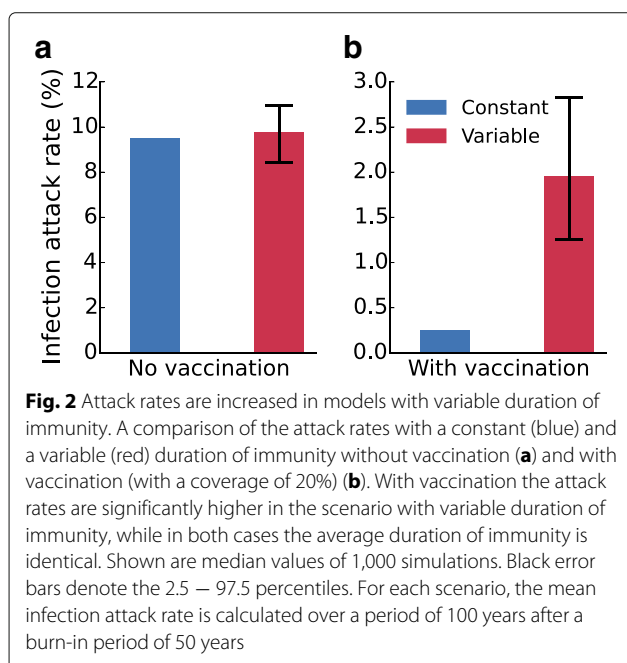 a
b
Infection attack rate (%)
12
10
8
6
4
2
0
No vaccination
3.0
2.5
2.0
1.5
1.0
0.5
0.0
Constant
Variable
With vaccination
Fig. 2 Attack rates are increased in models with variable duration of
immunity. A comparison of the attack rates with a constant (blue) and
a variable (red) duration of immunity without vaccination (a) and with
vaccination (with a coverage of 20%) (b). With vaccination the attack
rates are significantly higher in the scenario with variable duration of
immunity, while in both cases the average duration of immunity is
identical. Shown are median values of 1,000 simulations. Black error
bars denote the 2.5 − 97.5 percentiles. For each scenario, the mean
infection attack rate is calculated over a period of 100 years after a
burn-in period of 50 years